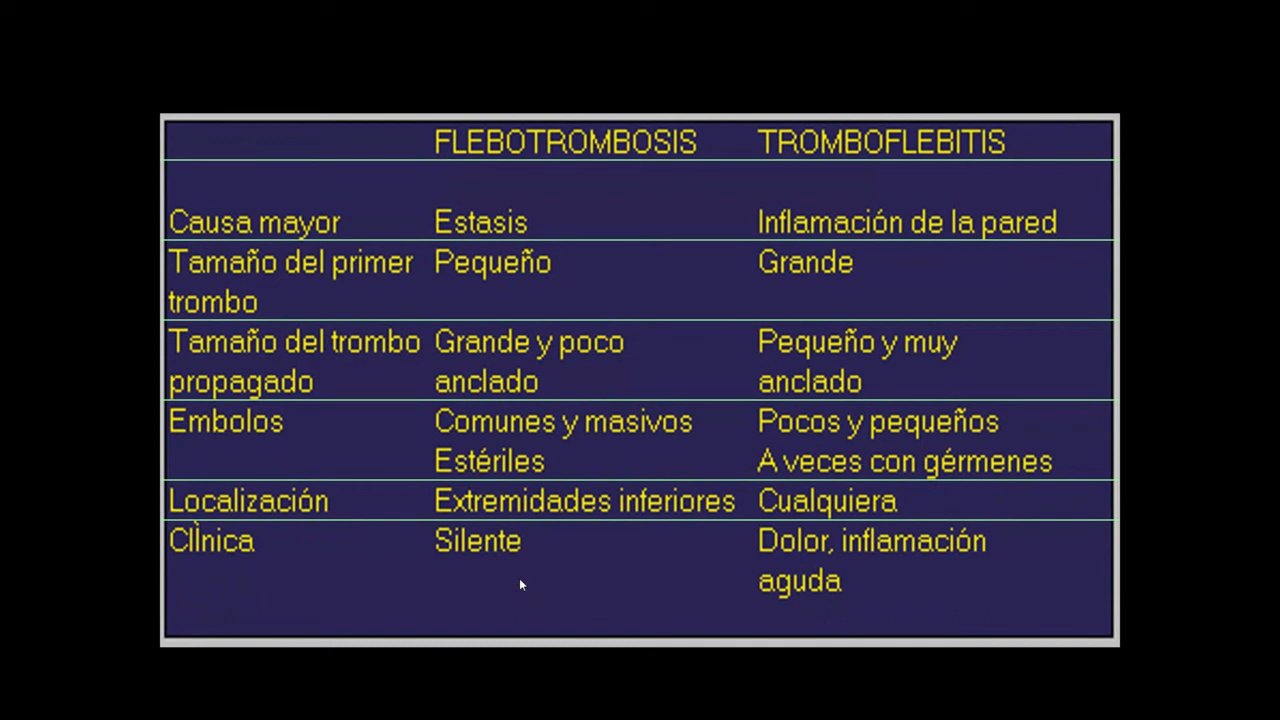 FLEBOTROMBOSIS TROMBOFLEBITIS
Causa mayor Estasis Inflamación de la pared
Tamaño del primer Pequeño Grande
trombo
Tamaño del trombo Grande y poco Pequeño y muy
propagado anclado anclado
Embolos Comunes y masivos Pocos y pequeños
Estériles A veces con gérmenes
Localización Extremidades inferiores Cualquiera
ClÌnica Silente Dolor, inflamación
aguda